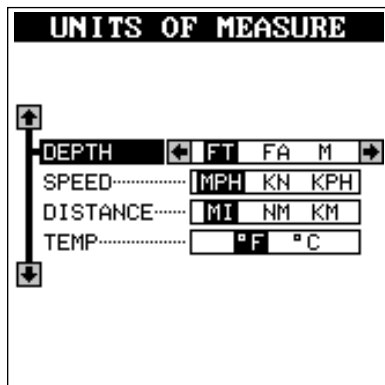 UNITS OF MEASURE
DEPTH FT FA M
SPEED MPH KN KPH
DISTANCE MI NM KM
TEMP °F °C